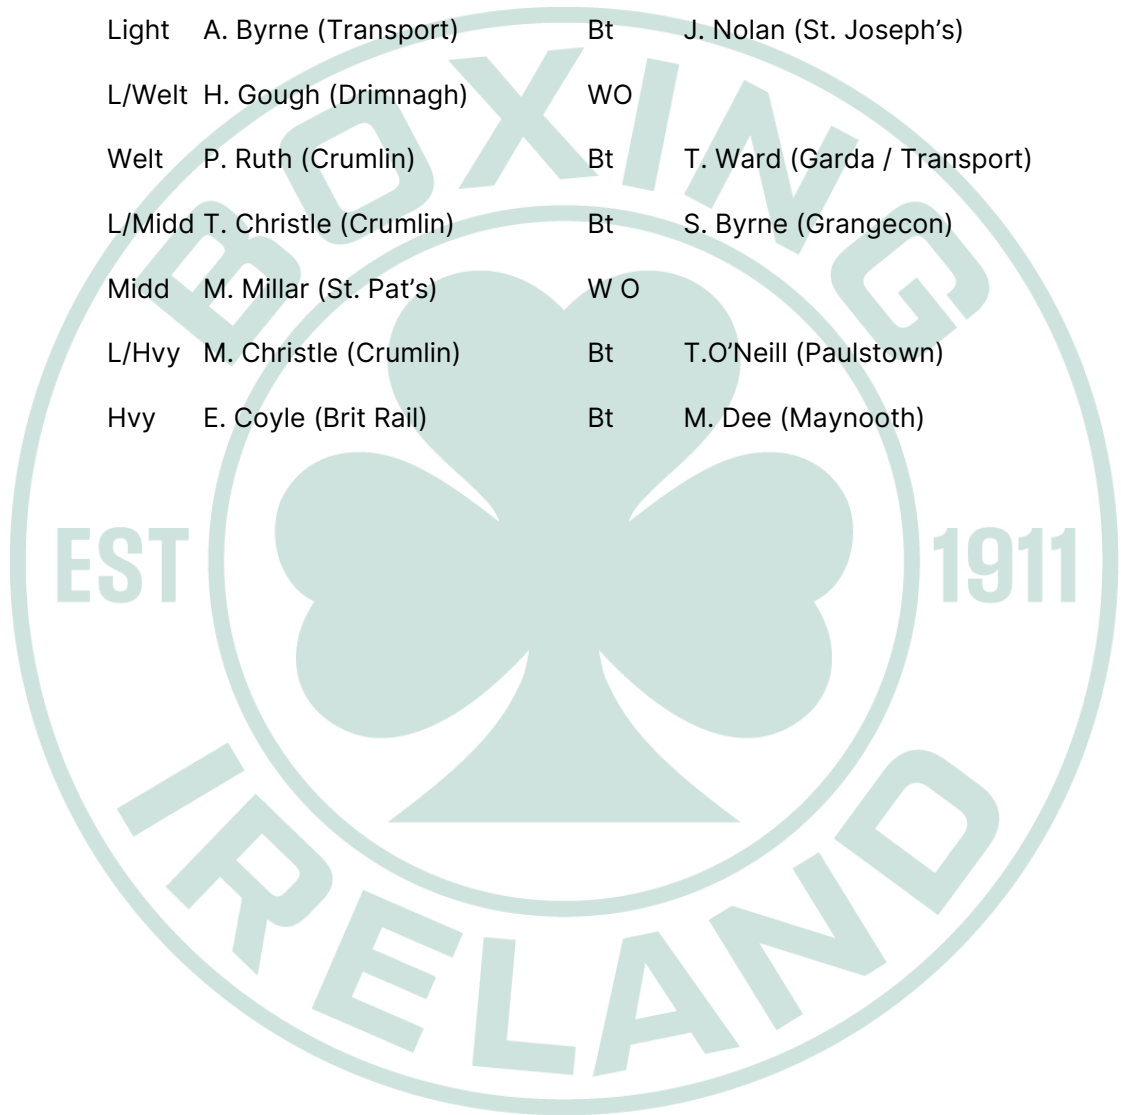 Light A. Byrne (Transport) Bt J. Nolan (St. Joseph’s)
L/Welt H. Gough (Drimnagh) WO
Welt P. Ruth (Crumlin) Bt T. Ward (Garda / Transport)
L/Midd T. Christle (Crumlin) Bt S. Byrne (Grangecon)
Midd M. Millar (St. Pat’s) W O
L/Hvy M. Christle (Crumlin) Bt T.O’Neill (Paulstown)
Hvy E. Coyle (Brit Rail) Bt M. Dee (Maynooth)
BOXING
EST 1911
IRELAND